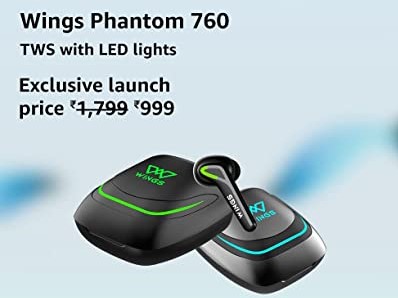 Wings Phantom 760
TWS with LED lights
Exclusive launch
price ₹1,799 ₹999
WINGS
WINGS
WINGS